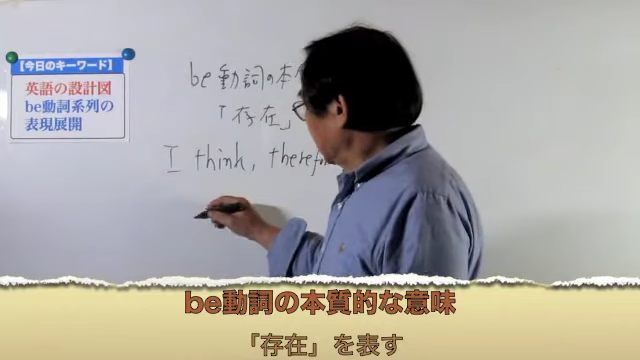 【今日のキーワード】
英語の設計図
be動詞系列の
表現展開
be動詞の本
「存在」
I think,
be動詞の本質的な意味
「存在」を表す